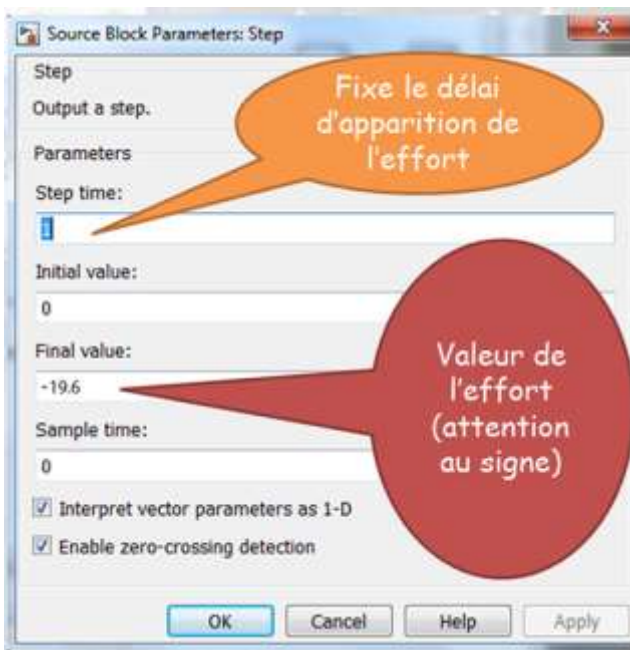 Source Block Parameters: Step
Step
Output a step.
Fixe le délai
d'apparition de
l'effort
Parameters
Step time:
1
Initial value:
0
Final value:
-19.6
Valeur de
l'effort
(attention
au signe)
Sample time:
0
Interpret vector parameters as 1-D
Enable zero-crossing detection
OK
Cancel
Help
Apply